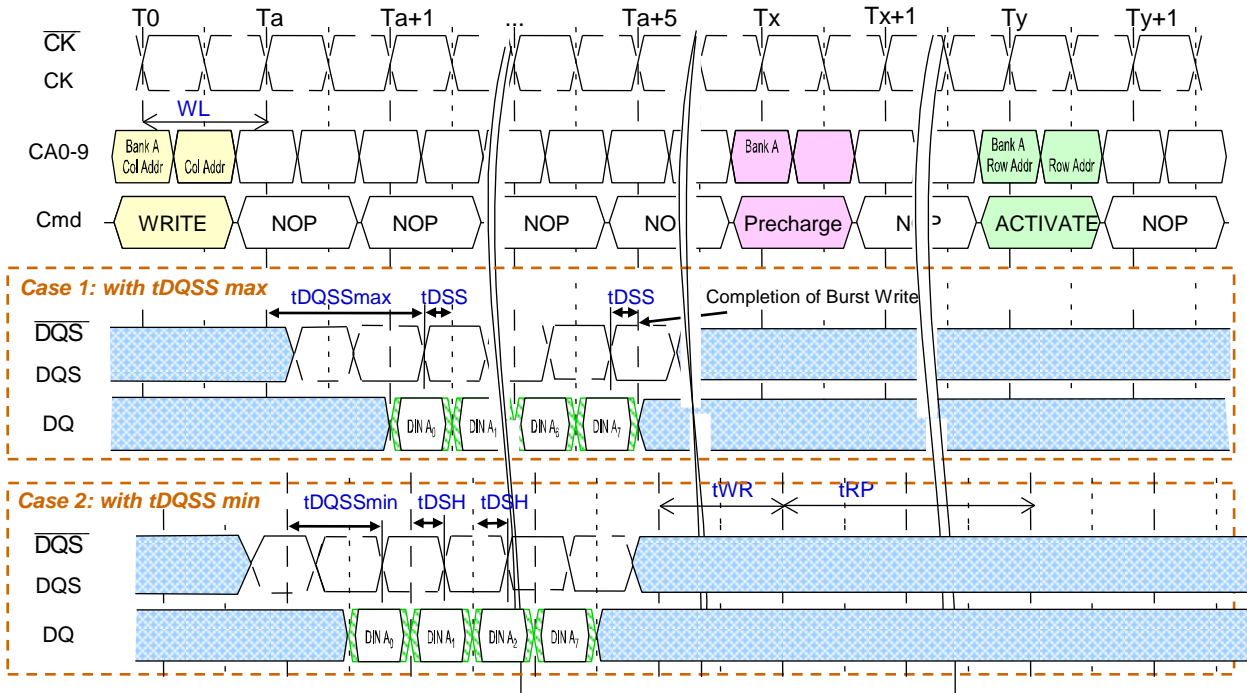 T0 Ta Ta+1 ... Ta+5 Tx Tx+1 Ty Ty+1
CK
CK
WL
CA0-9 Bank A Col Addr Col Addr Bank A Bank A Row Addr Row Addr
Cmd WRITE NOP NOP NOP Precharge ACTIVATE NOP
Case 1: with tDQSS max
tDQSSmax tDSS tDSS Completion of Burst Write
DQS
DQS
DQ DIN A0 DIN A1 DIN A6 DIN A7
Case 2: with tDQSS min
tDQSSmin tDSH tDSH tWR tRP
DQS
DQS
DQ DIN A0 DIN A1 DIN A2 DIN A7